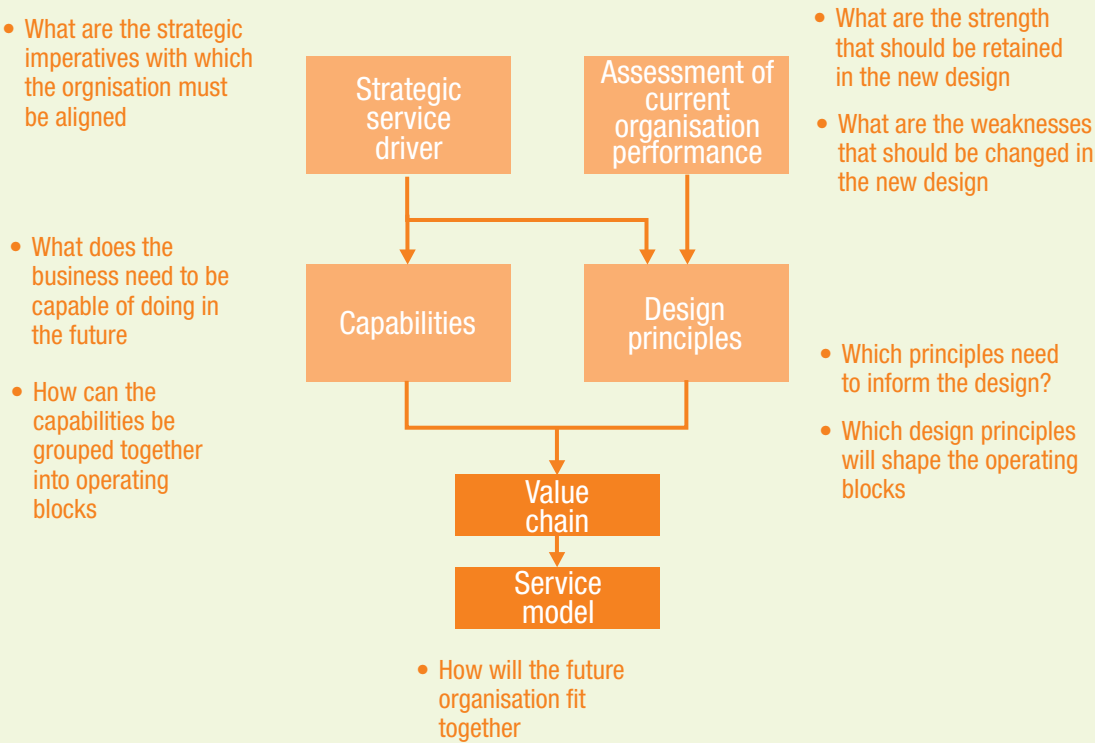 • What are the strategic
imperatives with which
the orgnisation must
be aligned
Strategic
service
driver
Assessment of
current
organisation
performance
• What are the strength
that should be retained
in the new design
• What are the weaknesses
that should be changed in
the new design
• What does the
business need to be
capable of doing in
the future
• How can the
capabilities be
grouped together
into operating
blocks
Capabilities
Design
principles
• Which principles need
to inform the design?
• Which design principles
will shape the operating
blocks
Value
chain
Service
model
• How will the future
organisation fit
together